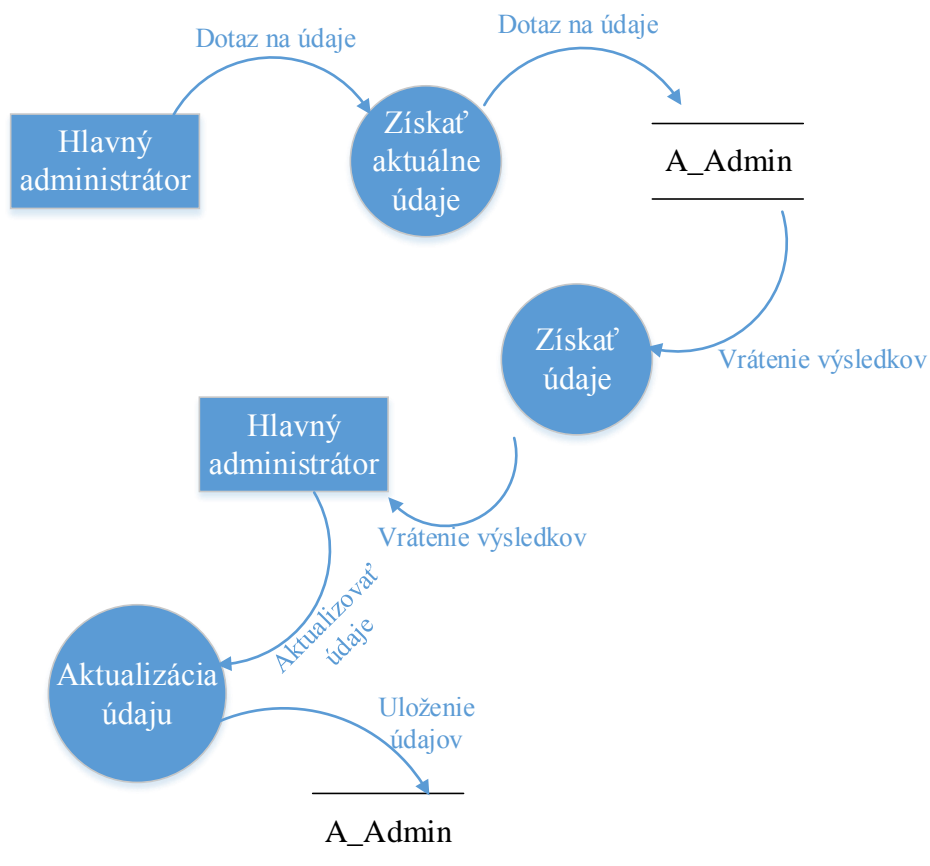 Dotaz na údaje
Dotaz na údaje
Hlavný
administrátor
Získať
aktuálne
údaje
A_Admin
Získať
údaje
Vrátenie výsledkov
Hlavný
administrátor
Vrátenie výsledkov
Aktualizovať
údaje
Aktualizácia
údaju
Uloženie
údajov
A_Admin